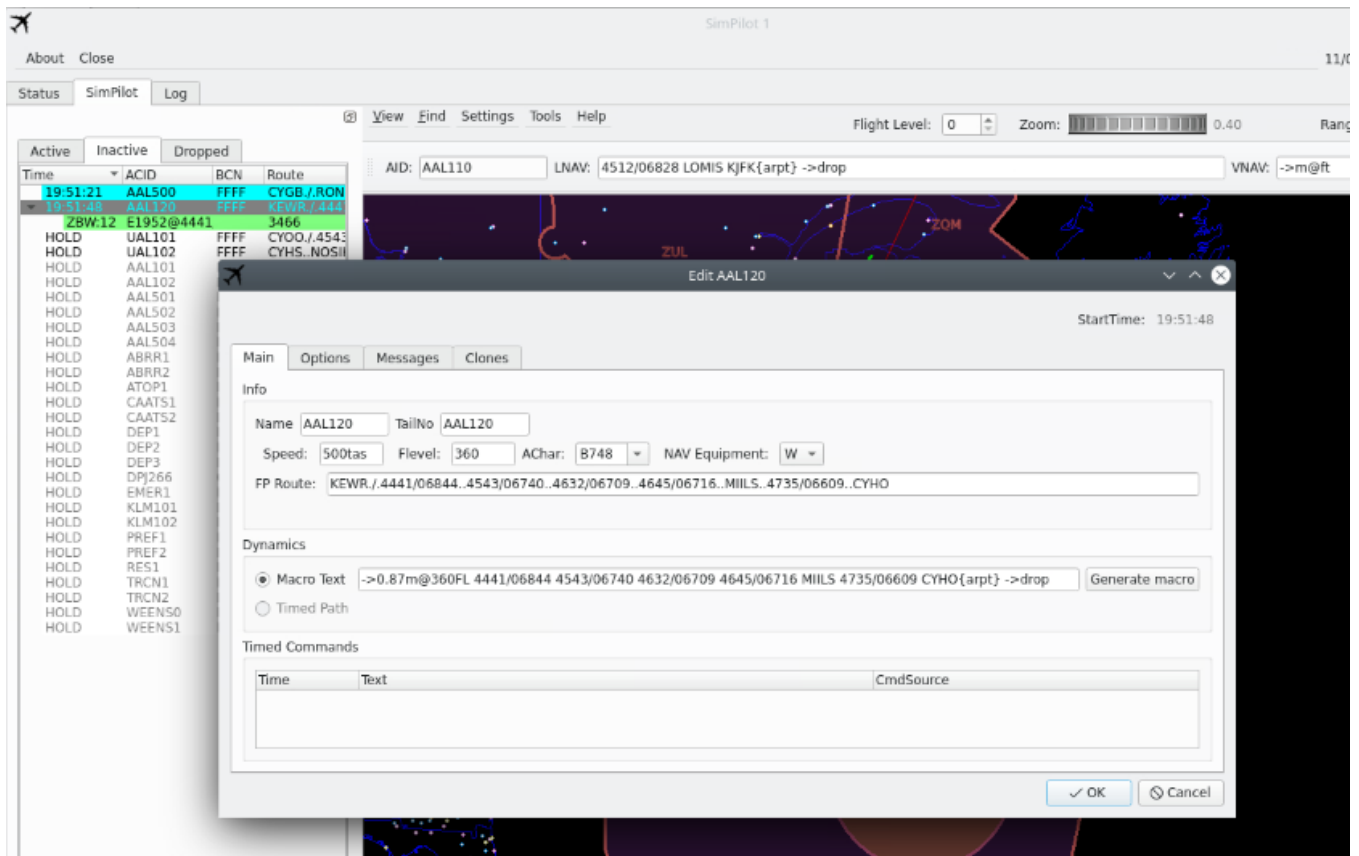 SimPilot 1
About Close
11/0
Status SimPilot Log
View Find Settings Tools Help
Flight Level: 0 Zoom: 0.40 Rang
Active Inactive Dropped
AID: AAL110 LNAV: 4512/06828 LOMIS KJFK{arpt} ->drop VNAV: ->m@ft
Time ACID BCN Route
19:51:21 AAL500 FFFF CYGB./.RON
19:51:48 AAL120 FFFF KEWR./.444
ZBW:12 E1952@4441 3466
HOLD UAL101 FFFF CYOO./.4543
HOLD UAL102 FFFF CYHS..NOSII
HOLD AAL101
HOLD AAL102
HOLD AAL501
HOLD AAL502
HOLD AAL503
HOLD AAL504
HOLD ABRR1
HOLD ABRR2
HOLD ATOP1
HOLD CAATS1
HOLD CAATS2
HOLD DEP1
HOLD DEP2
HOLD DEP3
HOLD DPJ266
HOLD EMER1
HOLD KLM101
HOLD KLM102
HOLD PREF1
HOLD PREF2
HOLD RES1
HOLD TRCN1
HOLD TRCN2
HOLD WEENS0
HOLD WEENS1
ZUL
ZQM
Edit AAL120
StartTime: 19:51:48
Main Options Messages Clones
Info
Name AAL120 TailNo AAL120
Speed: 500tas Flevel: 360 AChar: B748 NAV Equipment: W
FP Route: KEWR./.4441/06844..4543/06740..4632/06709..4645/06716..MIILS..4735/06609..CYHO
Dynamics
Macro Text ->0.87m@360FL 4441/06844 4543/06740 4632/06709 4645/06716 MIILS 4735/06609 CYHO{arpt} ->drop Generate macro
Timed Path
Timed Commands
Time Text CmdSource
OK Cancel